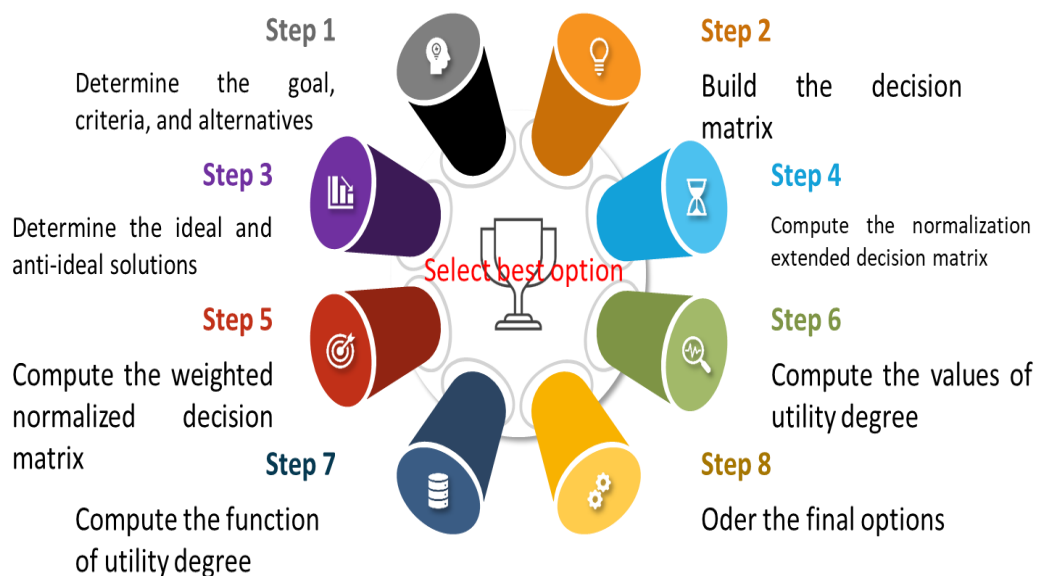 Step 1
Determine the goal,
criteria, and alternatives
Step 2
Build the decision
matrix
Step 3
Determine the ideal and
anti-ideal solutions
Step 4
Compute the normalization
extended decision matrix
Select best option
Step 5
Compute the weighted
normalized decision
matrix
Step 6
Compute the values of
utility degree
Step 7
Compute the function
of utility degree
Step 8
Oder the final options